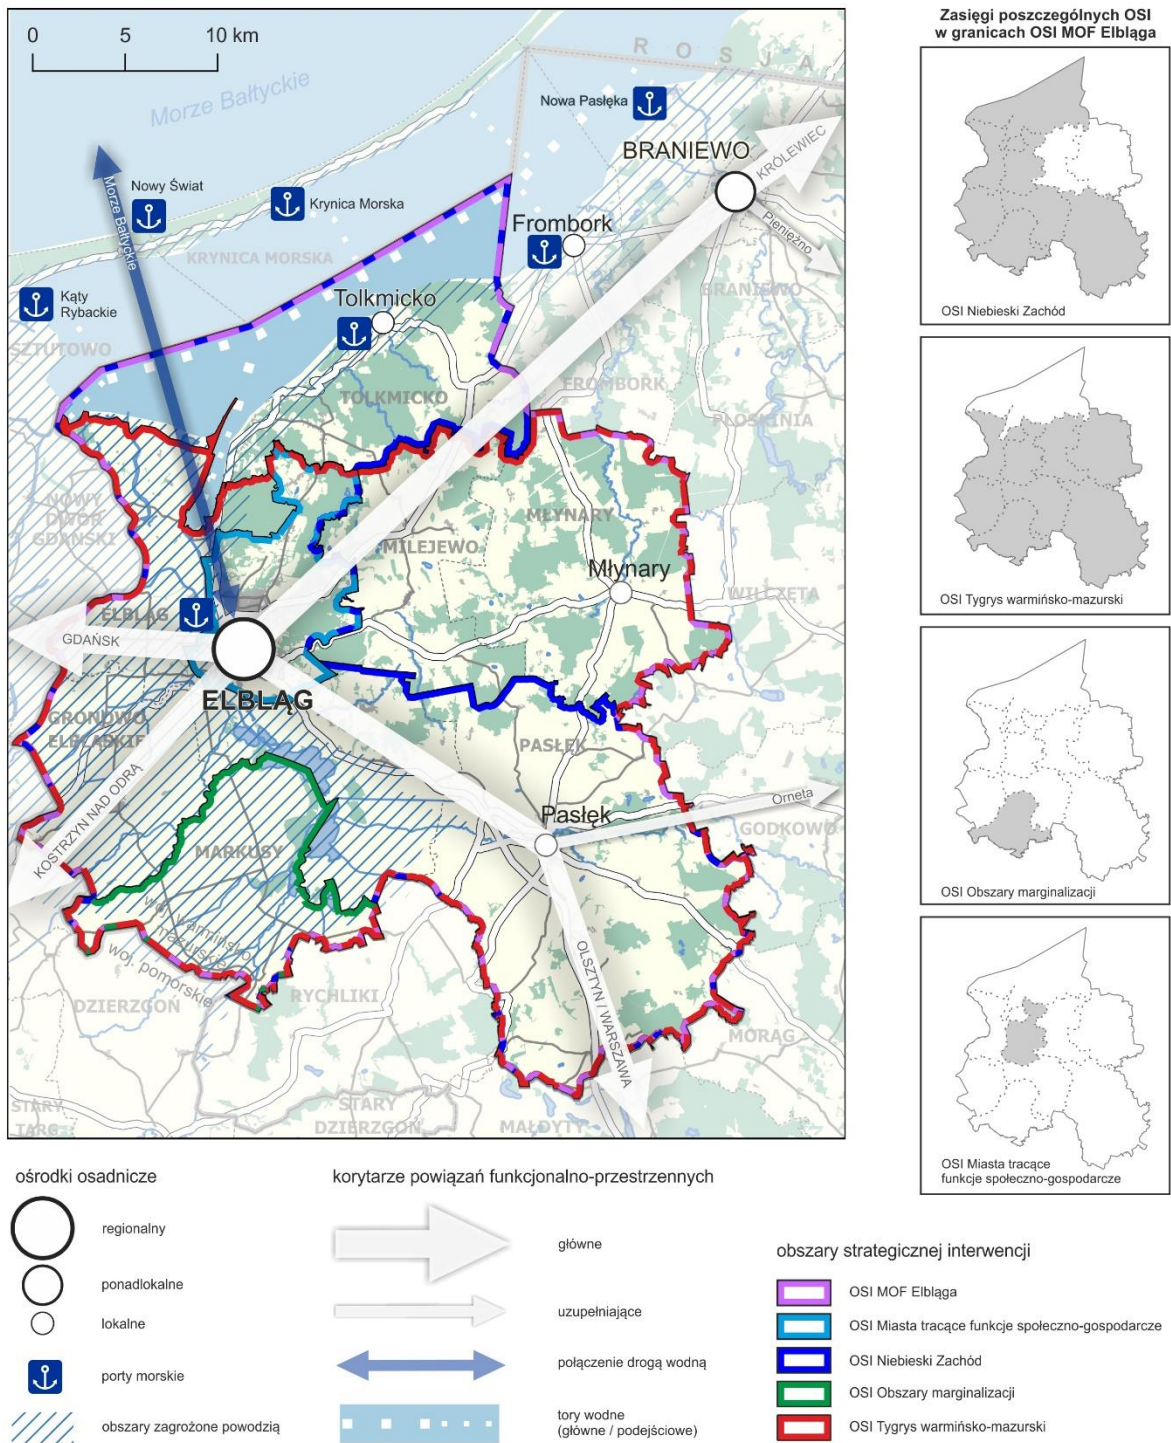 0 5 10 km
Morze Bałtyckie
ROSJA
Nowa Pasłęka
BRANIEWO
KRÓLEWIEC
Pieniężno
Nowy Świat
Morze Bałtyckie
Krynica Morska
Frombork
KRYNICA MORSKA
BRANIEWO
Kąty
Rybackie
Tolkmicko
SZTUTOWO
TOLKMICKO
FROMBORK
PŁOSKINIA
NOWY
DWÓR
GDAŃSKI
MŁYNARY
MILEJEWO
Młynary
WILCZĘTA
ELBLĄG
GDAŃSK
ELBLĄG
GRONOWO
ELBLĄSKIE
PASŁĘK
KOSTRZYN NAD ODRĄ
Orneta
Pasłęk
GODKOWO
MARKUSY
woj. warmińsko-
mazurskie
woj. pomorskie
OLSZTYN / WARSZAWA
DZIERZGOŃ
RYCHLIKI
MORĄG
STARY
TARG
STARY
DZIERZGOŃ
MAŁDYTY
Zasięgi poszczególnych OSI
w granicach OSI MOF Elbląga
OSI Niebieski Zachód
OSI Tygrys warmińsko-mazurski
OSI Obszary marginalizacji
OSI Miasta tracące
funkcje społeczno-gospodarcze
ośrodki osadnicze
regionalny
ponadlokalne
lokalne
porty morskie
obszary zagrożone powodzią
korytarze powiązań funkcjonalno-przestrzennych
główne
uzupełniające
połączenie drogą wodną
tory wodne
(główne / podejściowe)
obszary strategicznej interwencji
OSI MOF Elbląga
OSI Miasta tracące funkcje społeczno-gospodarcze
OSI Niebieski Zachód
OSI Obszary marginalizacji
OSI Tygrys warmińsko-mazurski